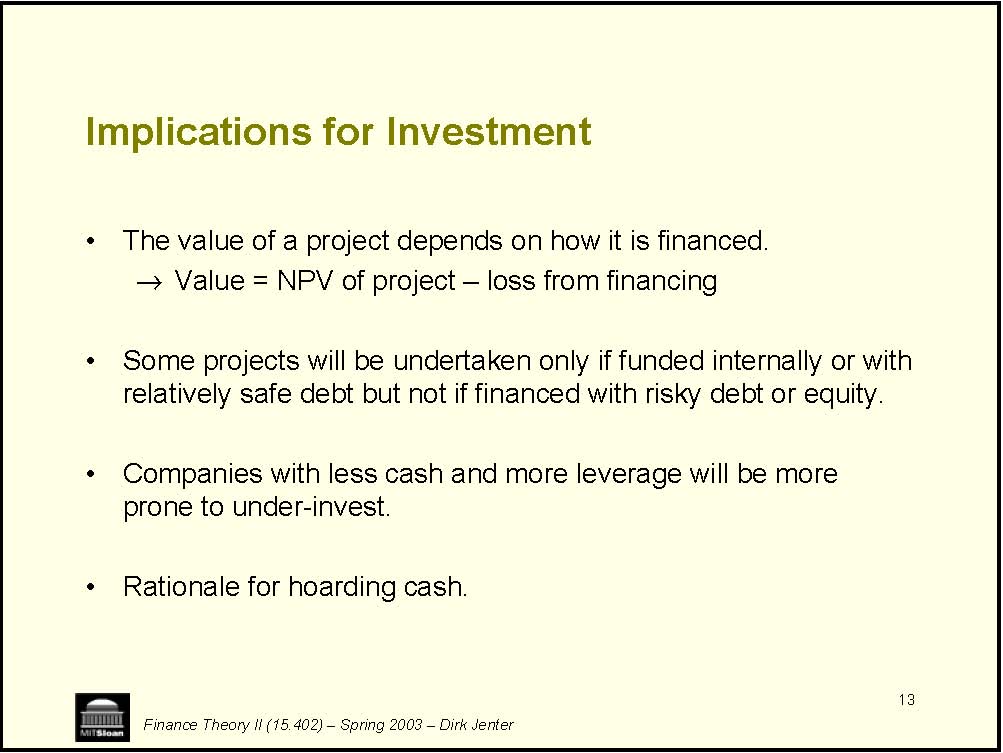 Implications for Investment
• The value of a project depends on how it is financed.
→ Value = NPV of project – loss from financing
• Some projects will be undertaken only if funded internally or with
relatively safe debt but not if financed with risky debt or equity.
• Companies with less cash and more leverage will be more
prone to under-invest.
• Rationale for hoarding cash.
13
MITSloan
Finance Theory II (15.402) – Spring 2003 – Dirk Jenter